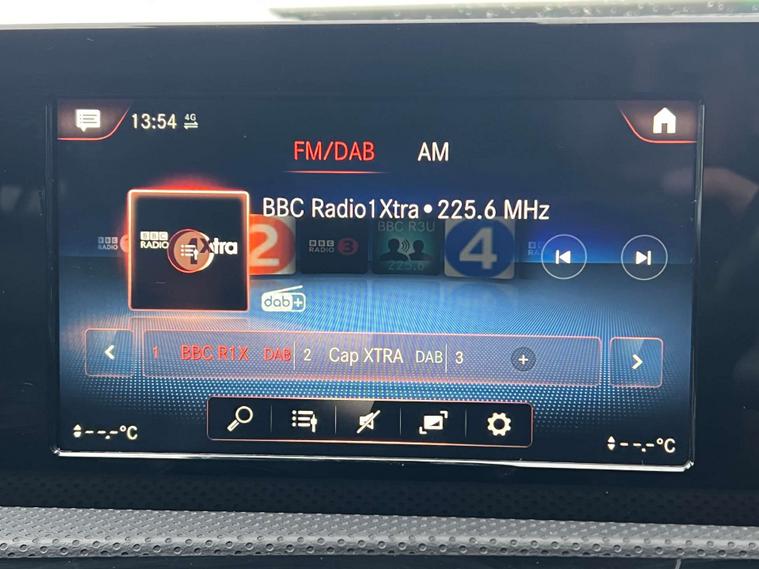 13:54 4G
FM/DAB AM
BBC Radio1Xtra • 225.6 MHz
BBC RADIO 1Xtra
2
BBC RADIO 3
BBC R3U
225.6
4
dab+
1 BBC R1X DAB 2 Cap XTRA DAB 3
--.-°C
--.-°C